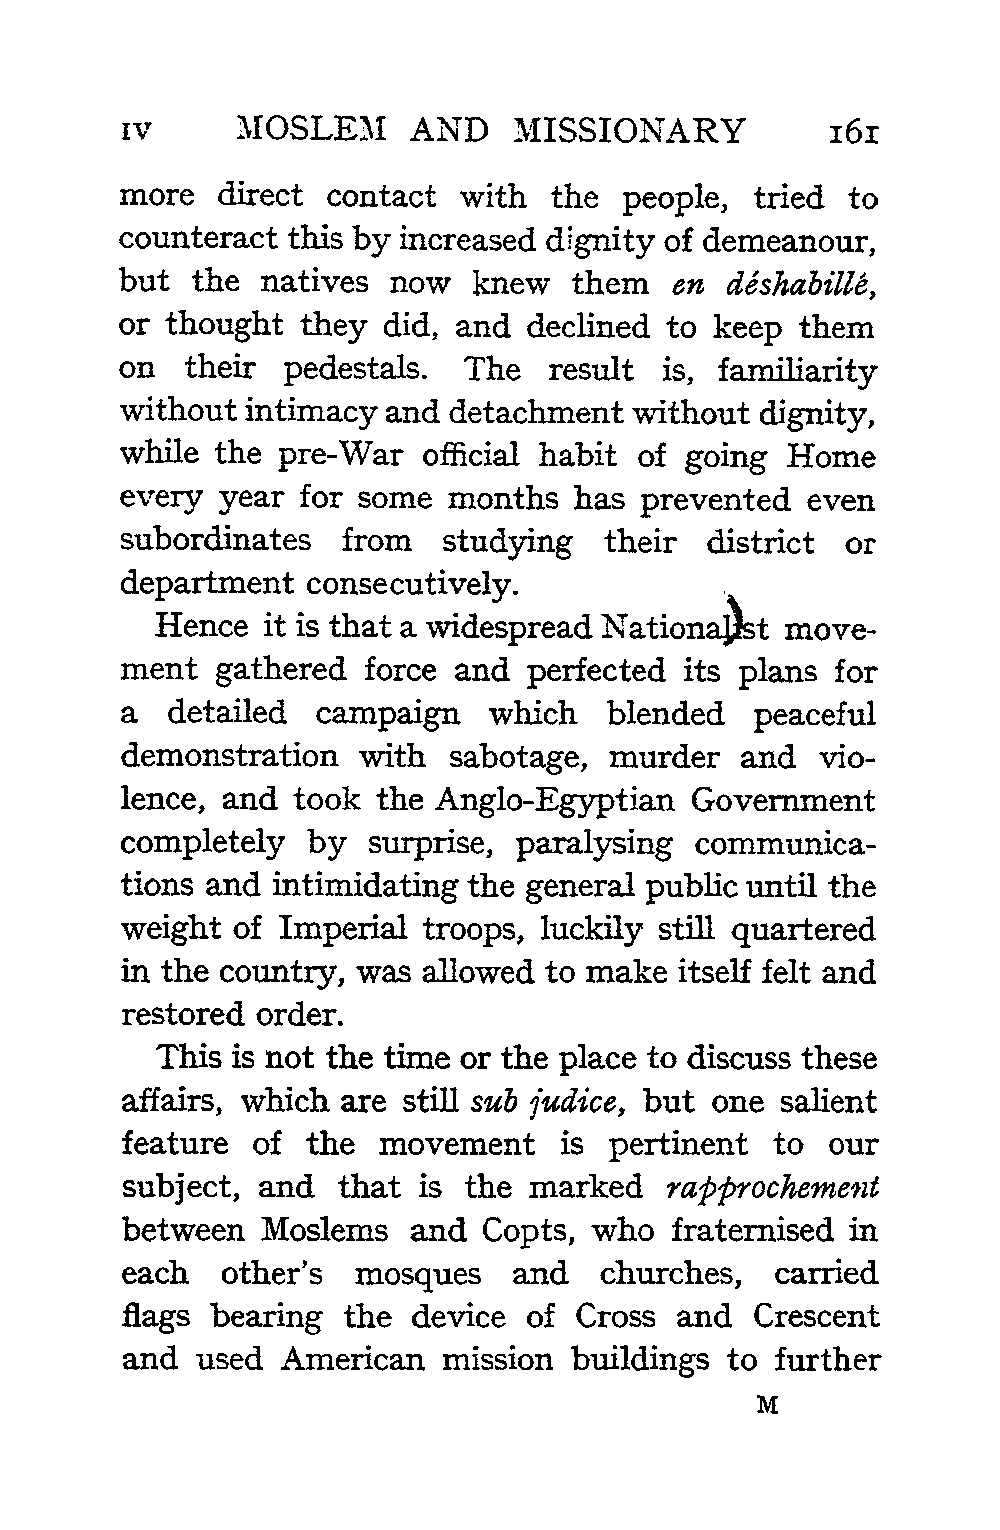 IV MOSLEM AND MISSIONARY 161
more direct contact with the people, tried to
counteract this by increased dignity of demeanour,
but the natives now knew them en déshabillé,
or thought they did, and declined to keep them
on their pedestals. The result is, familiarity
without intimacy and detachment without dignity,
while the pre-War official habit of going Home
every year for some months has prevented even
subordinates from studying their district or
department consecutively.
Hence it is that a widespread Nationalist move-
ment gathered force and perfected its plans for
a detailed campaign which blended peaceful
demonstration with sabotage, murder and vio-
lence, and took the Anglo-Egyptian Government
completely by surprise, paralysing communica-
tions and intimidating the general public until the
weight of Imperial troops, luckily still quartered
in the country, was allowed to make itself felt and
restored order.
This is not the time or the place to discuss these
affairs, which are still sub judice, but one salient
feature of the movement is pertinent to our
subject, and that is the marked rapprochement
between Moslems and Copts, who fraternised in
each other's mosques and churches, carried
flags bearing the device of Cross and Crescent
and used American mission buildings to further
M